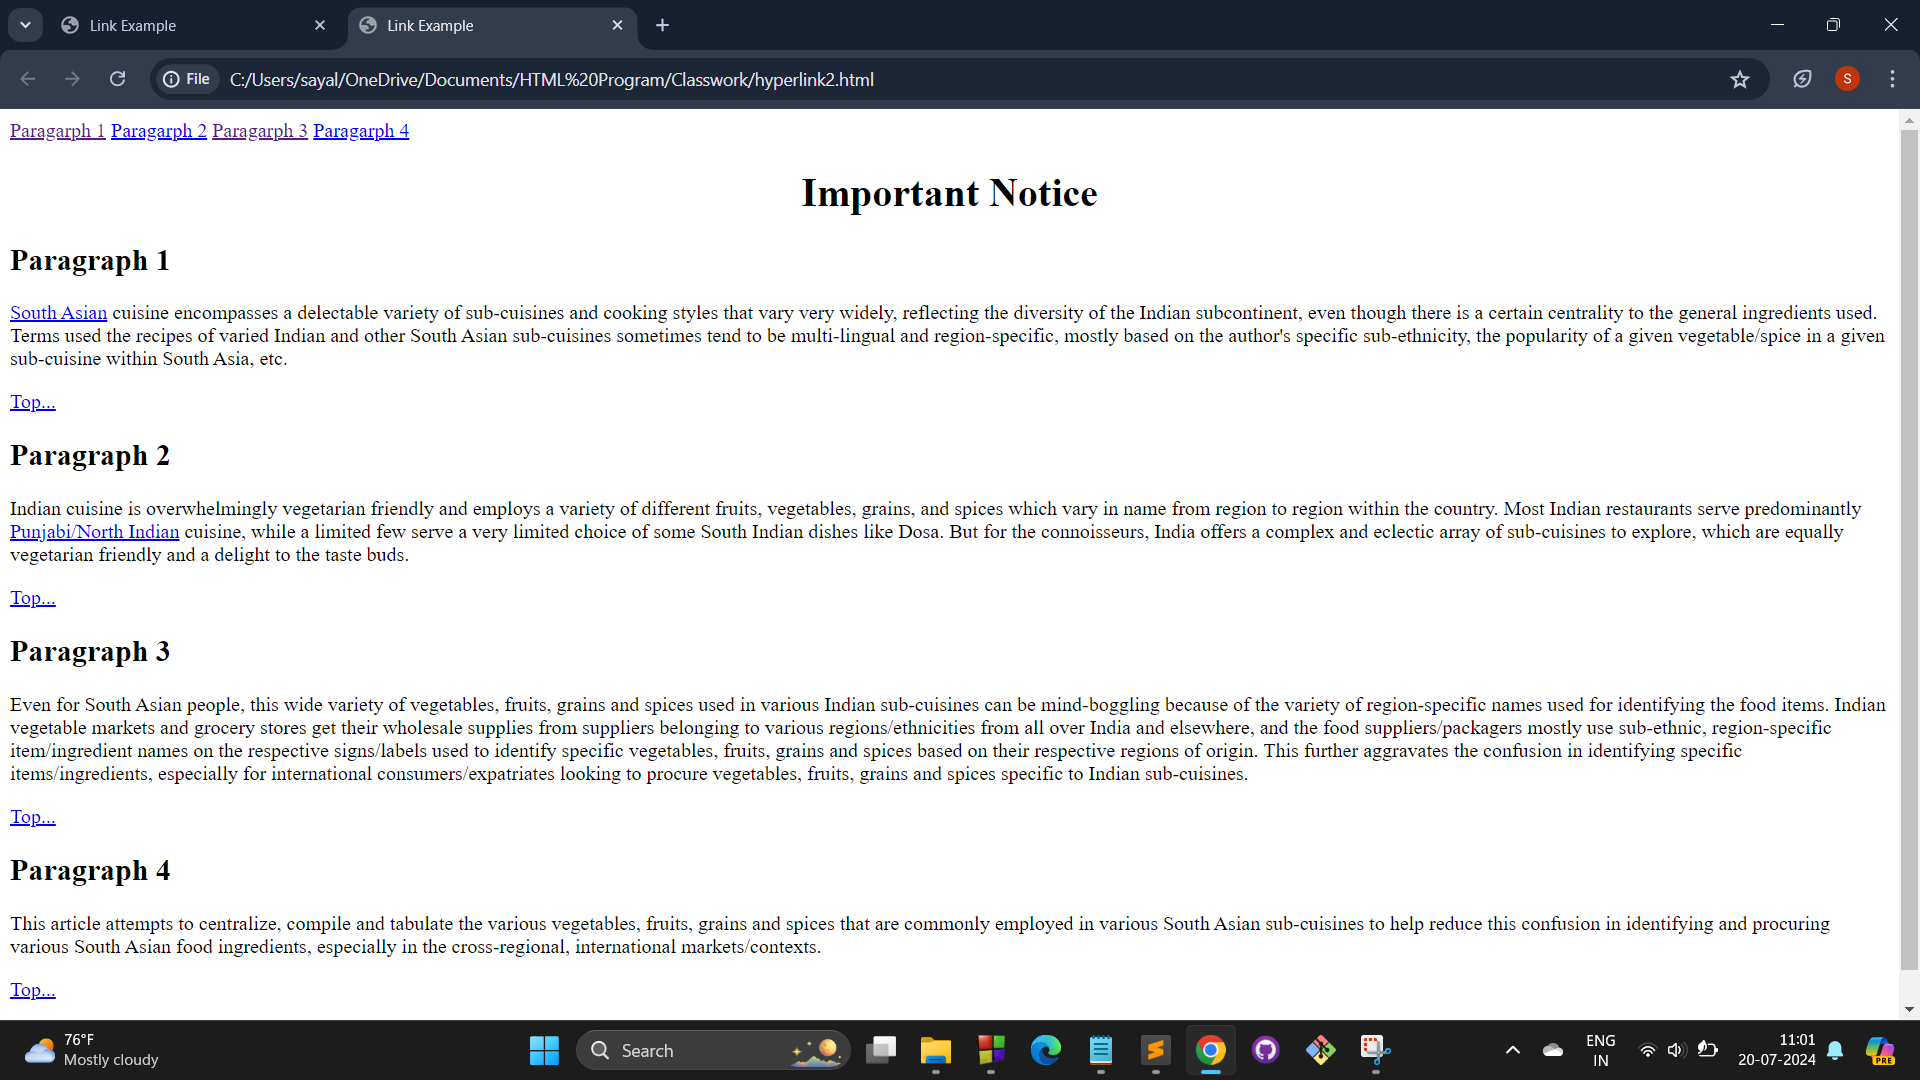 Link Example
Link Example
File C:/Users/sayal/OneDrive/Documents/HTML%20Program/Classwork/hyperlink2.html
S
Paragarph 1 Paragarph 2 Paragarph 3 Paragarph 4
Important Notice
Paragraph 1
South Asian cuisine encompasses a delectable variety of sub-cuisines and cooking styles that vary very widely, reflecting the diversity of the Indian subcontinent, even though there is a certain centrality to the general ingredients used.
Terms used the recipes of varied Indian and other South Asian sub-cuisines sometimes tend to be multi-lingual and region-specific, mostly based on the author's specific sub-ethnicity, the popularity of a given vegetable/spice in a given
sub-cuisine within South Asia, etc.
Top...
Paragraph 2
Indian cuisine is overwhelmingly vegetarian friendly and employs a variety of different fruits, vegetables, grains, and spices which vary in name from region to region within the country. Most Indian restaurants serve predominantly
Punjabi/North Indian cuisine, while a limited few serve a very limited choice of some South Indian dishes like Dosa. But for the connoisseurs, India offers a complex and eclectic array of sub-cuisines to explore, which are equally
vegetarian friendly and a delight to the taste buds.
Top...
Paragraph 3
Even for South Asian people, this wide variety of vegetables, fruits, grains and spices used in various Indian sub-cuisines can be mind-boggling because of the variety of region-specific names used for identifying the food items. Indian
vegetable markets and grocery stores get their wholesale supplies from suppliers belonging to various regions/ethnicities from all over India and elsewhere, and the food suppliers/packagers mostly use sub-ethnic, region-specific
item/ingredient names on the respective signs/labels used to identify specific vegetables, fruits, grains and spices based on their respective regions of origin. This further aggravates the confusion in identifying specific
items/ingredients, especially for international consumers/expatriates looking to procure vegetables, fruits, grains and spices specific to Indian sub-cuisines.
Top...
Paragraph 4
This article attempts to centralize, compile and tabulate the various vegetables, fruits, grains and spices that are commonly employed in various South Asian sub-cuisines to help reduce this confusion in identifying and procuring
various South Asian food ingredients, especially in the cross-regional, international markets/contexts.
Top...
76°F
Mostly cloudy
Search
ENG
IN
11:01
20-07-2024
PRE